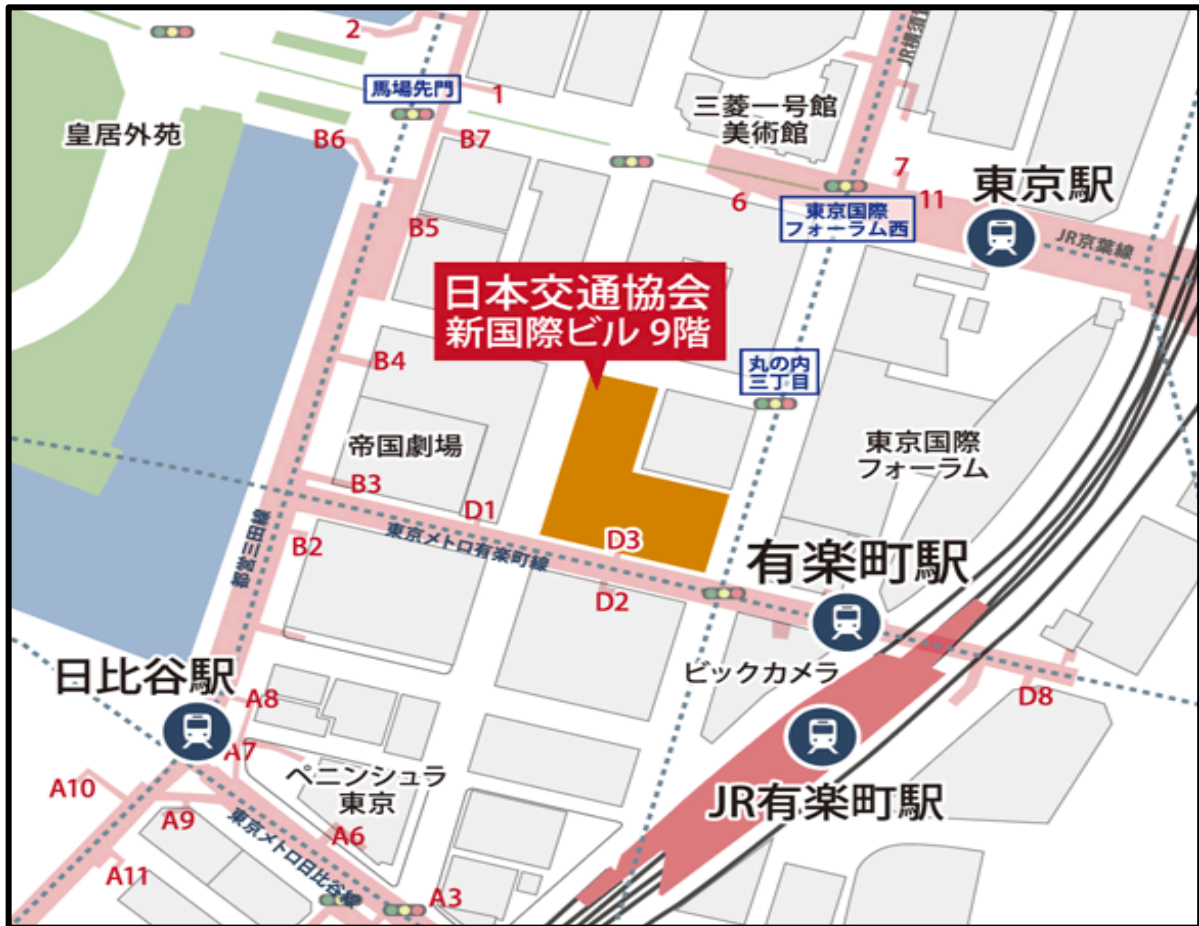 2
JR横須賀
馬場先門
1
三菱一号館
美術館
皇居外苑
B6
B7
7
東京駅
6
11
東京国際
フォーラム西
B5
JR京葉線
日本交通協会
新国際ビル 9階
B4
丸の内
三丁目
帝国劇場
東京国際
フォーラム
B3
D1
都営三田線
東京メトロ有楽町線
D3
B2
有楽町駅
D2
日比谷駅
ビックカメラ
A8
D8
A7
ペニンシュラ
東京
A10
JR有楽町駅
A9
東京メトロ日比谷線
A6
A11
A3